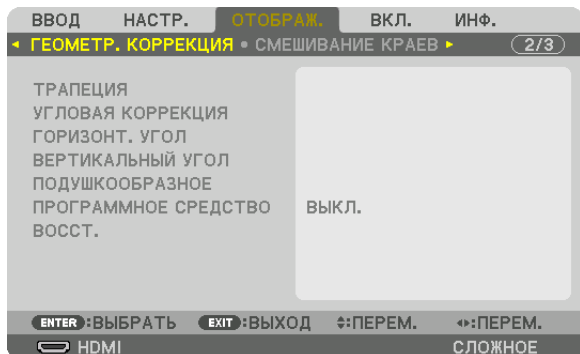 ВВОД НАСТР. ОТОБРАЖ. ВКЛ. ИНФ.
◂ ГЕОМЕТР. КОРРЕКЦИЯ • СМЕШИВАНИЕ КРАЕВ ▸ 2/3
ТРАПЕЦИЯ
УГЛОВАЯ КОРРЕКЦИЯ
ГОРИЗОНТ. УГОЛ
ВЕРТИКАЛЬНЫЙ УГОЛ
ПОДУШКООБРАЗНОЕ
ПРОГРАММНОЕ СРЕДСТВО ВЫКЛ.
ВОССТ.
ENTER :ВЫБРАТЬ EXIT :ВЫХОД ♦:ПЕРЕМ. ◂▸:ПЕРЕМ.
HDMI СЛОЖНОЕ